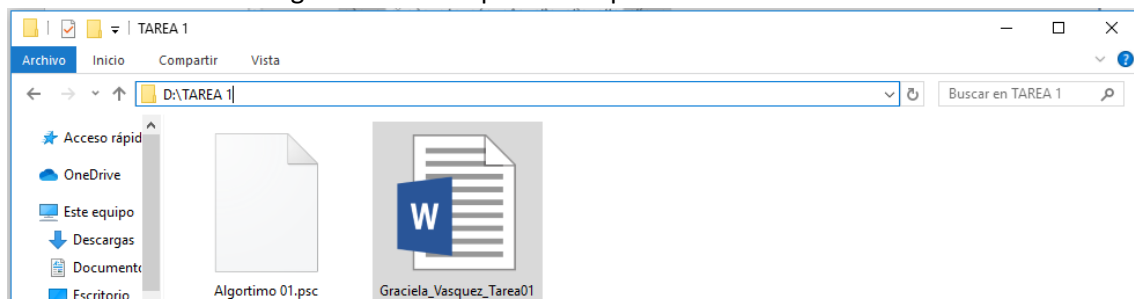 TAREA 1
Archivo Inicio Compartir Vista
D:\TAREA 1
Buscar en TAREA 1
Acceso rápid
OneDrive
Este equipo
Descargas
Document
Escritorio
Algortimo 01.psc
Graciela_Vasquez_Tarea01